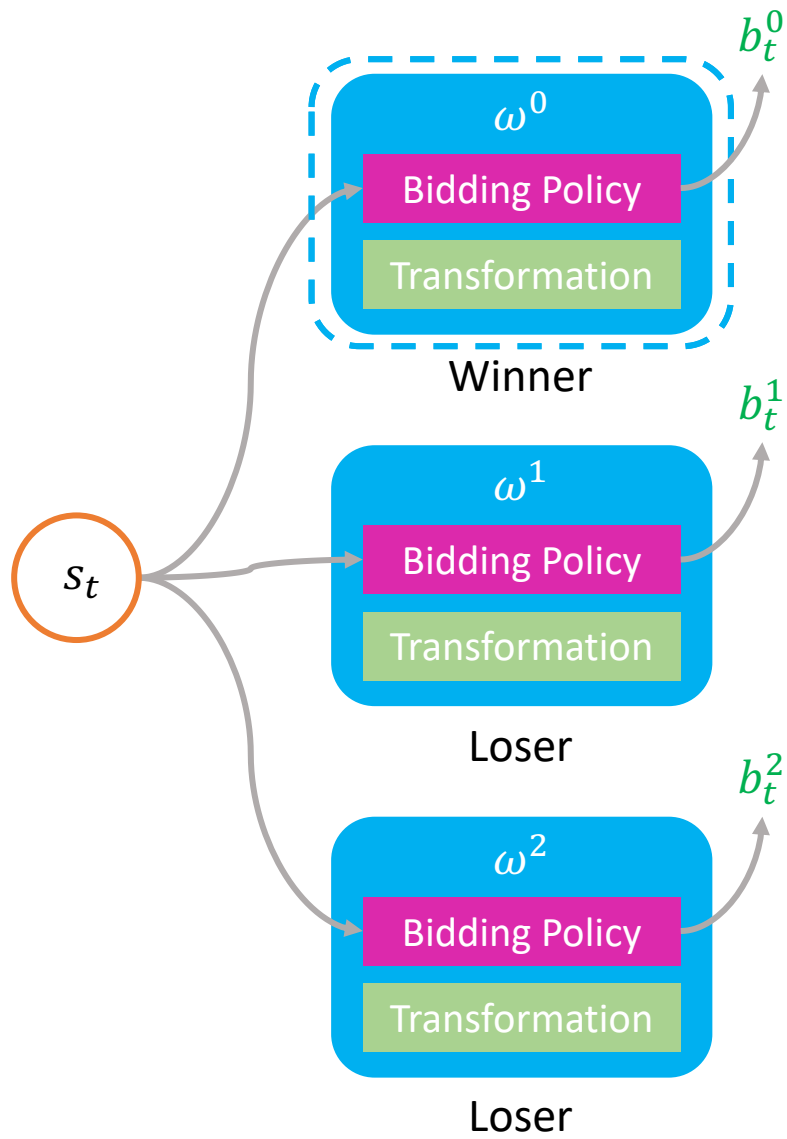 b_t^0
ω^0
Bidding Policy
Transformation
Winner
b_t^1
ω^1
Bidding Policy
s_t
Transformation
Loser
b_t^2
ω^2
Bidding Policy
Transformation
Loser